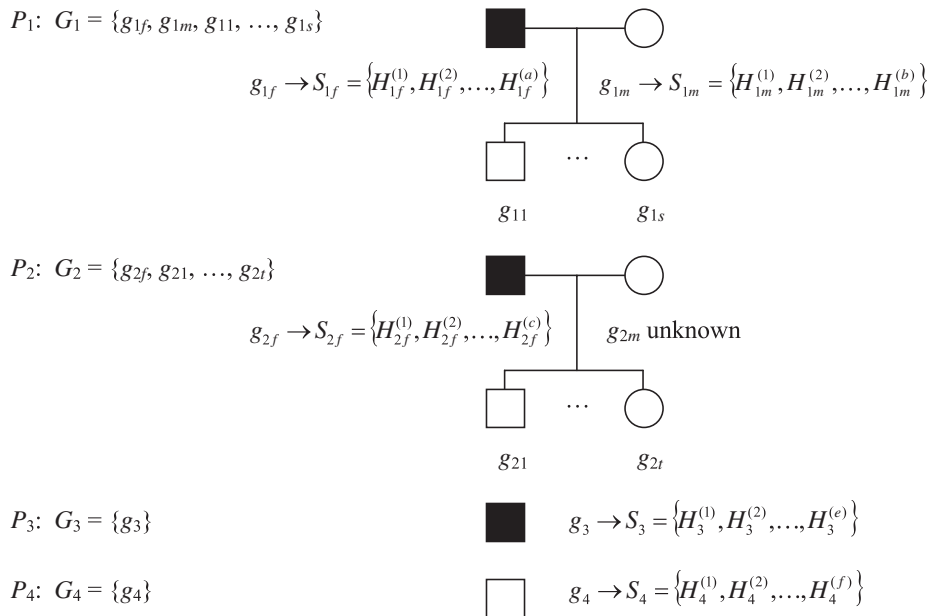 P₁: G₁ = {g₁f, g₁m, g₁₁, …, g₁s}
g₁f → S₁f = {H₁f⁽¹⁾, H₁f⁽²⁾,…, H₁f⁽ᵃ⁾} g₁m → S₁m = {H₁m⁽¹⁾, H₁m⁽²⁾,…, H₁m⁽ᵇ⁾}
…
g₁₁ g₁s
P₂: G₂ = {g₂f, g₂₁, …, g₂t}
g₂f → S₂f = {H₂f⁽¹⁾, H₂f⁽²⁾,…, H₂f⁽ᶜ⁾} g₂m unknown
…
g₂₁ g₂t
P₃: G₃ = {g₃} g₃ → S₃ = {H₃⁽¹⁾, H₃⁽²⁾,…, H₃⁽ᵉ⁾}
P₄: G₄ = {g₄} g₄ → S₄ = {H₄⁽¹⁾, H₄⁽²⁾,…, H₄⁽ᶠ⁾}